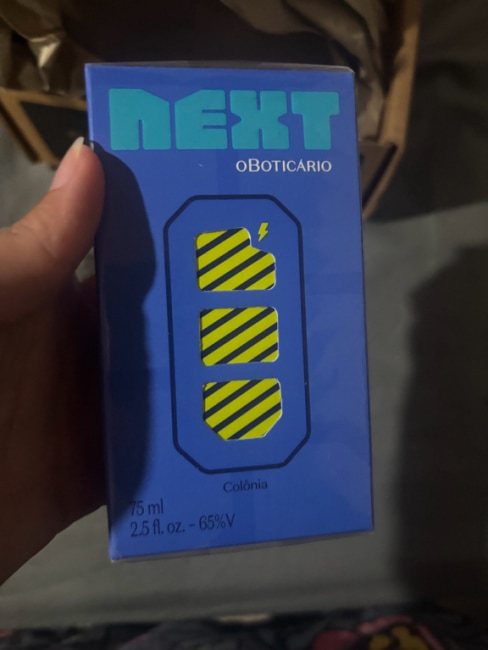 NEXT
oBOTICÁRIO
Colônia
75 ml
2.5 fl. oz. - 65%V